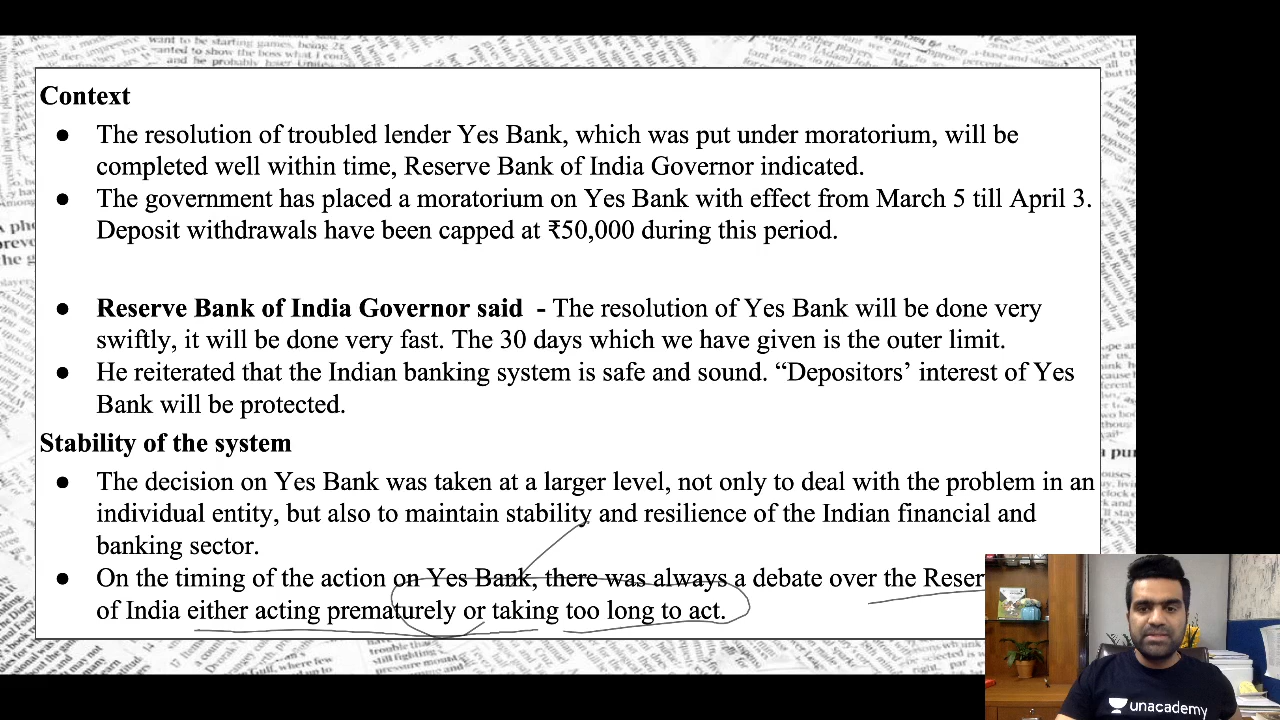 Context
● The resolution of troubled lender Yes Bank, which was put under moratorium, will be
completed well within time, Reserve Bank of India Governor indicated.
● The government has placed a moratorium on Yes Bank with effect from March 5 till April 3.
Deposit withdrawals have been capped at ₹50,000 during this period.
● Reserve Bank of India Governor said - The resolution of Yes Bank will be done very
swiftly, it will be done very fast. The 30 days which we have given is the outer limit.
● He reiterated that the Indian banking system is safe and sound. “Depositors’ interest of Yes
Bank will be protected.
Stability of the system
● The decision on Yes Bank was taken at a larger level, not only to deal with the problem in an
individual entity, but also to maintain stability and resilience of the Indian financial and
banking sector.
● On the timing of the action on Yes Bank, there was always a debate over the Reser
of India either acting prematurely or taking too long to act.
unacademy